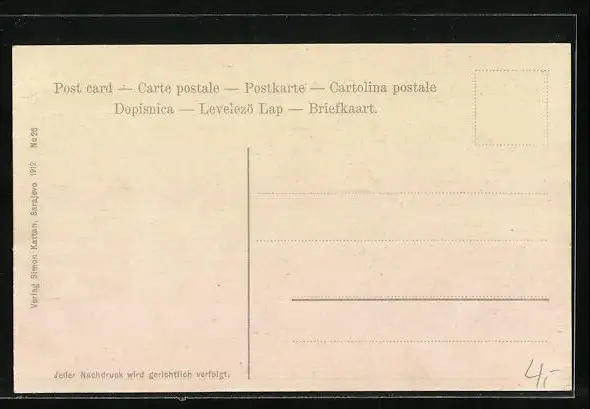 Post card — Carte postale — Postkarte — Cartolina postale
Dopisnica — Levelezö Lap — Briefkaart.
Verlag Simon Kattan, Sarajevo 1912 No 26
Jeder Nachdruck wird gerichtlich verfolgt.
4,-